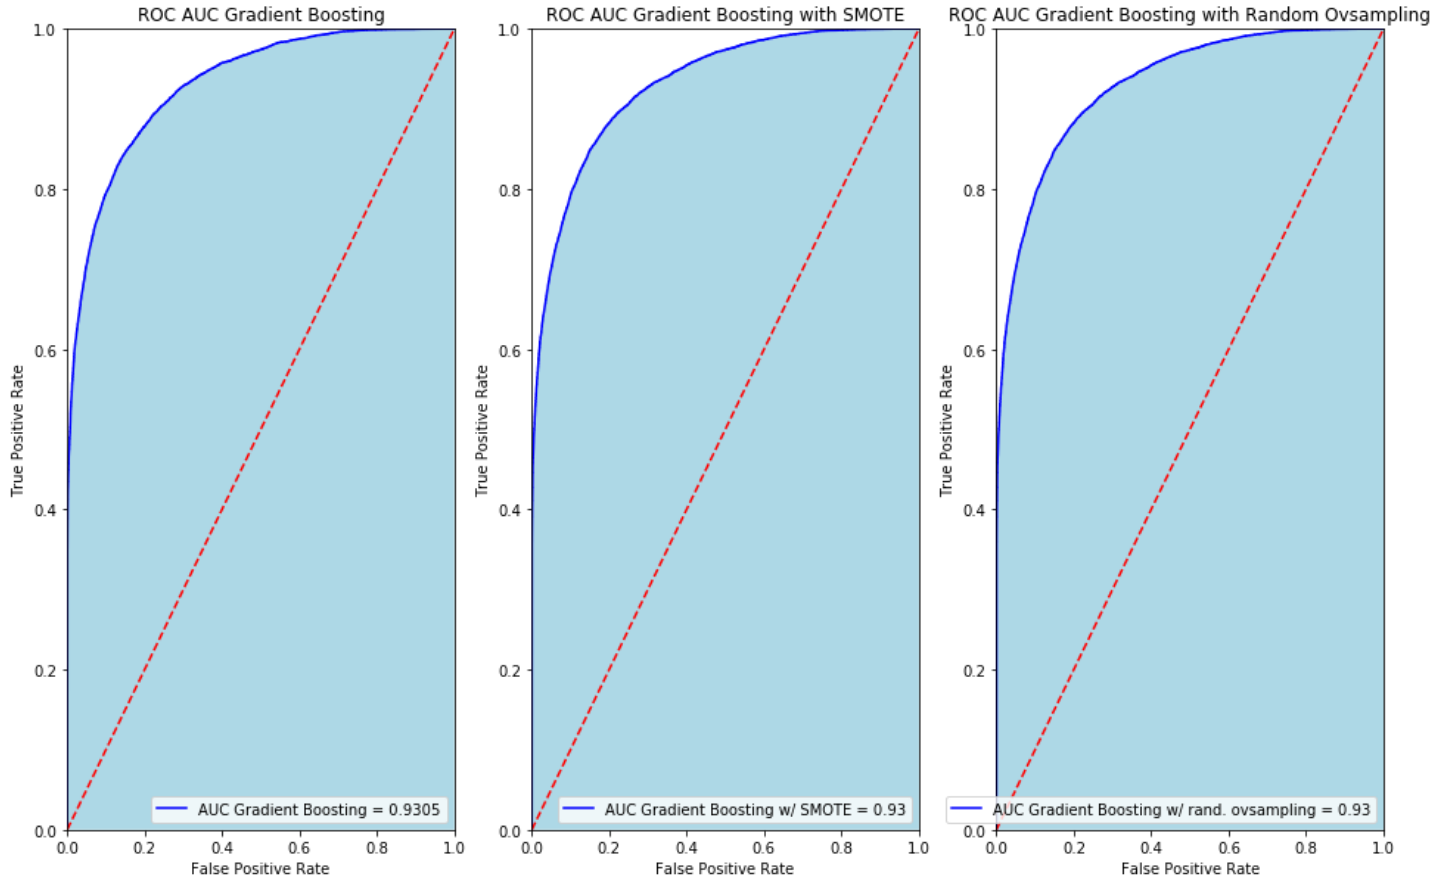 ROC AUC Gradient Boosting
1.0
0.8
0.6
0.4
0.2
0.0
True Positive Rate
AUC Gradient Boosting = 0.9305
0.0 0.2 0.4 0.6 0.8 1.0
False Positive Rate
ROC AUC Gradient Boosting with SMOTE
1.0
0.8
0.6
0.4
0.2
0.0
True Positive Rate
AUC Gradient Boosting w/ SMOTE = 0.93
0.0 0.2 0.4 0.6 0.8 1.0
False Positive Rate
ROC AUC Gradient Boosting with Random Ovsampling
1.0
0.8
0.6
0.4
0.2
0.0
True Positive Rate
AUC Gradient Boosting w/ rand. ovsampling = 0.93
0.0 0.2 0.4 0.6 0.8 1.0
False Positive Rate